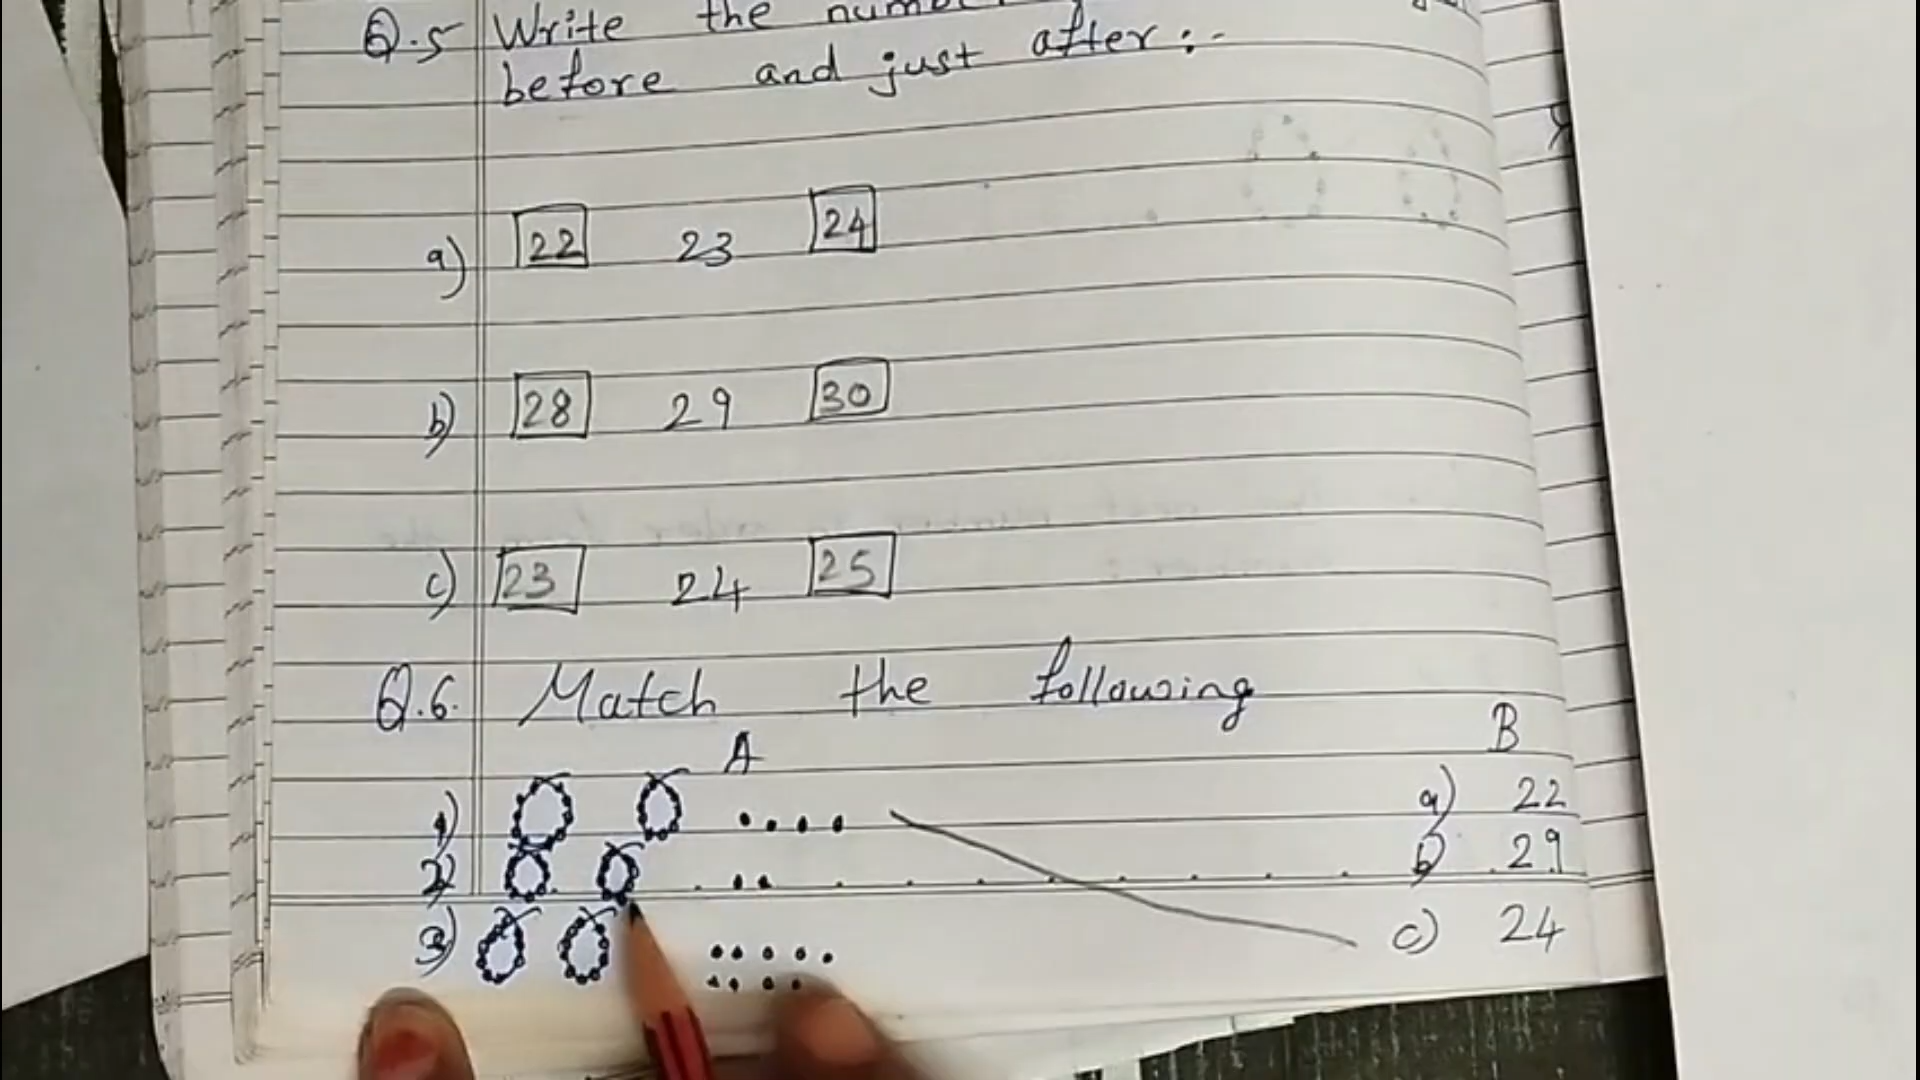 Q.5 Write the
before and just after :-
a) 22 23 24
b) 28 29 30
c) 23 24 25
Q.6. Match the following
A B
1) a) 22
2) b) 29
3) c) 24